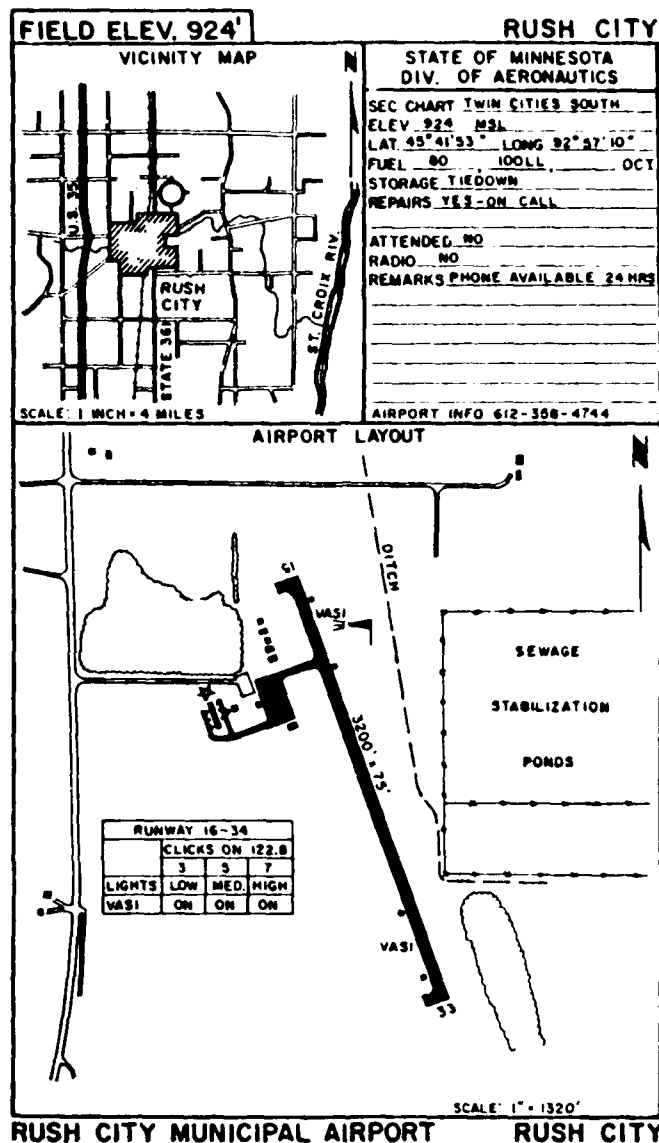 FIELD ELEV. 924'
RUSH CITY
VICINITY MAP
N
U.S. 35
RUSH
CITY
STATE 361
ST. CROIX RIV.
SCALE: 1 INCH = 4 MILES
STATE OF MINNESOTA
DIV. OF AERONAUTICS
SEC CHART TWIN CITIES SOUTH
ELEV 924 MSL
LAT. 45°41'53" LONG 92°57'10"
FUEL 80, 100LL, OCT
STORAGE TIEDOWN
REPAIRS YES-ON CALL
ATTENDED NO
RADIO NO
REMARKS PHONE AVAILABLE 24 HRS
AIRPORT INFO 612-358-4744
AIRPORT LAYOUT
N
DITCH
15
VASI
SEWAGE
STABILIZATION
PONDS
3200' x 75'
RUNWAY 16-34
CLICKS ON 122.8
3 5 7
LIGHTS LOW MED. HIGH
VASI ON ON ON
VASI
33
SCALE: 1" = 1320'
RUSH CITY MUNICIPAL AIRPORT
RUSH CITY